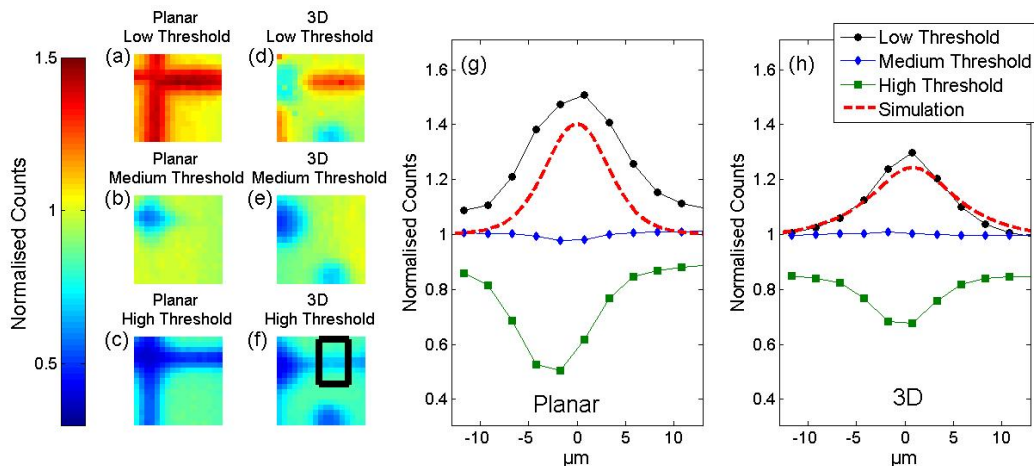 Planar
Low Threshold
3D
Low Threshold
(a)
(d)
Planar
Medium Threshold
3D
Medium Threshold
(b)
(e)
Planar
High Threshold
3D
High Threshold
(c)
(f)
1.5
1
0.5
Normalised Counts
(g)
1.6
1.4
1.2
1
0.8
0.6
0.4
Normalised Counts
Planar
-10 -5 0 5 10
µm
(h)
Low Threshold
Medium Threshold
High Threshold
Simulation
1.6
1.4
1.2
1
0.8
0.6
0.4
Normalised Counts
3D
-10 -5 0 5 10
µm